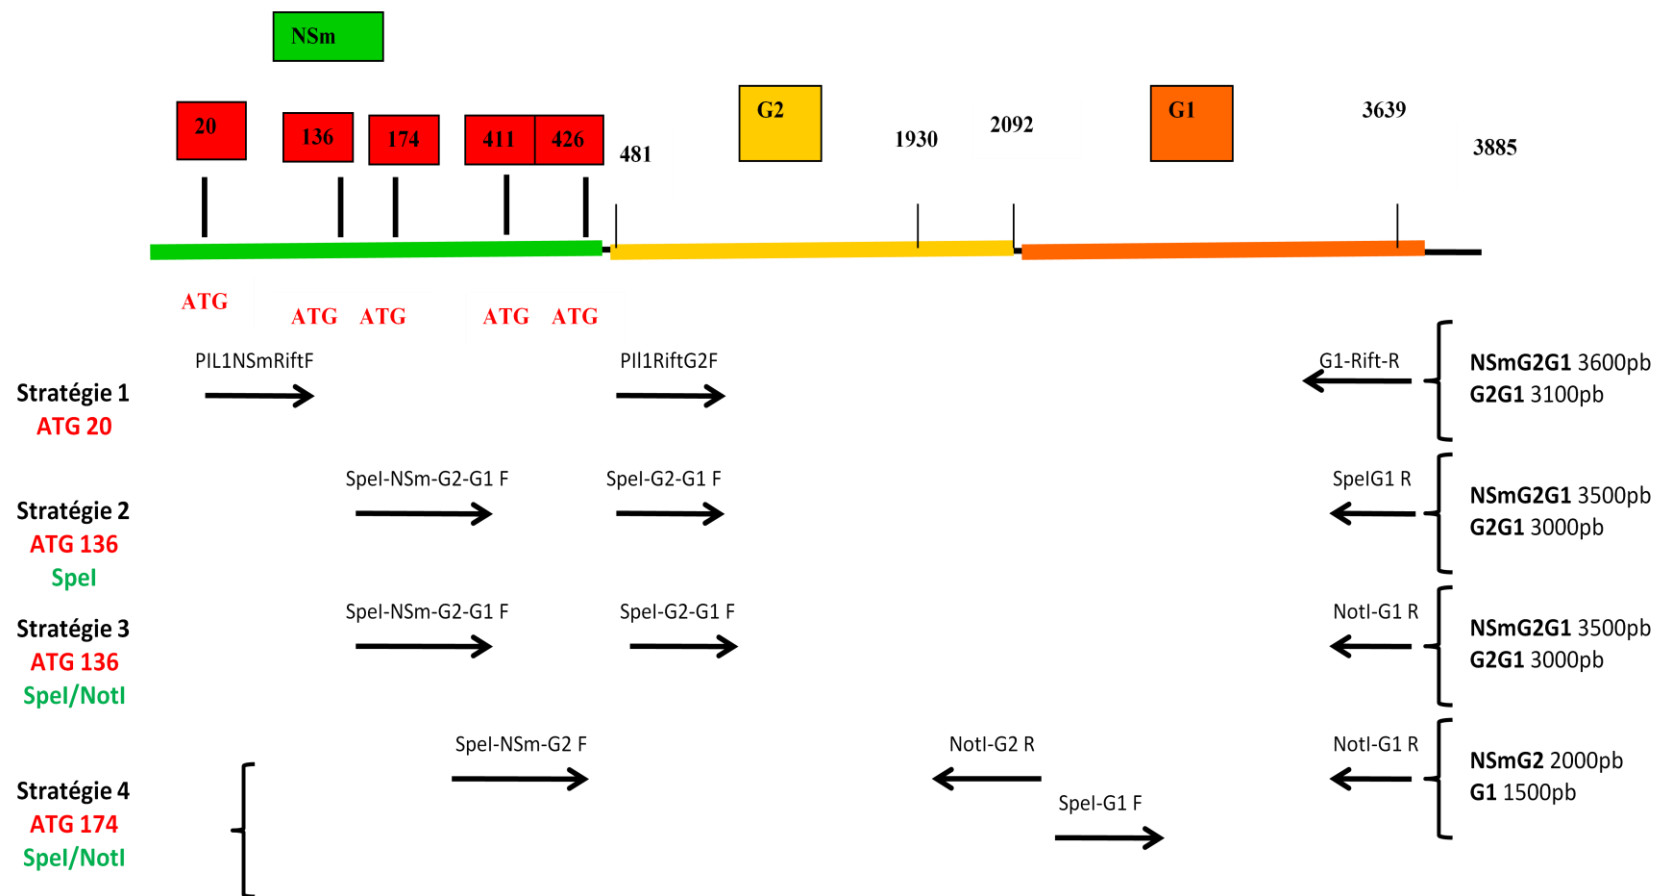 NSm
20
136
174
411
426
481
G2
1930
2092
G1
3639
3885
ATG
ATG
ATG
ATG
ATG
PIL1NSmRiftF
PIl1RiftG2F
G1-Rift-R
Stratégie 1
ATG 20
NSmG2G1 3600pb
G2G1 3100pb
SpeI-NSm-G2-G1 F
SpeI-G2-G1 F
SpeIG1 R
Stratégie 2
ATG 136
SpeI
NSmG2G1 3500pb
G2G1 3000pb
SpeI-NSm-G2-G1 F
SpeI-G2-G1 F
NotI-G1 R
Stratégie 3
ATG 136
SpeI/NotI
NSmG2G1 3500pb
G2G1 3000pb
SpeI-NSm-G2 F
NotI-G2 R
NotI-G1 R
SpeI-G1 F
Stratégie 4
ATG 174
SpeI/NotI
NSmG2 2000pb
G1 1500pb